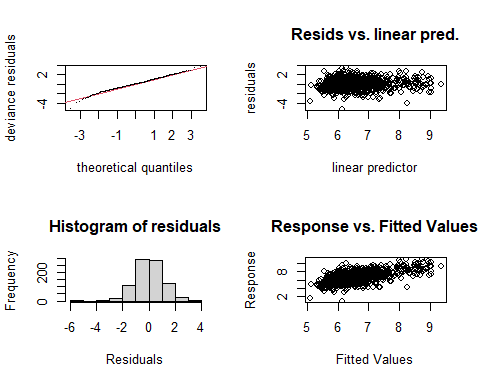 deviance residuals
-4 2
-3 -1 1 2 3
theoretical quantiles
Resids vs. linear pred.
residuals
-4 2
5 6 7 8 9
linear predictor
Histogram of residuals
Frequency
0 200
-6 -4 -2 0 2 4
Residuals
Response vs. Fitted Values
Response
2 8
5 6 7 8 9
Fitted Values